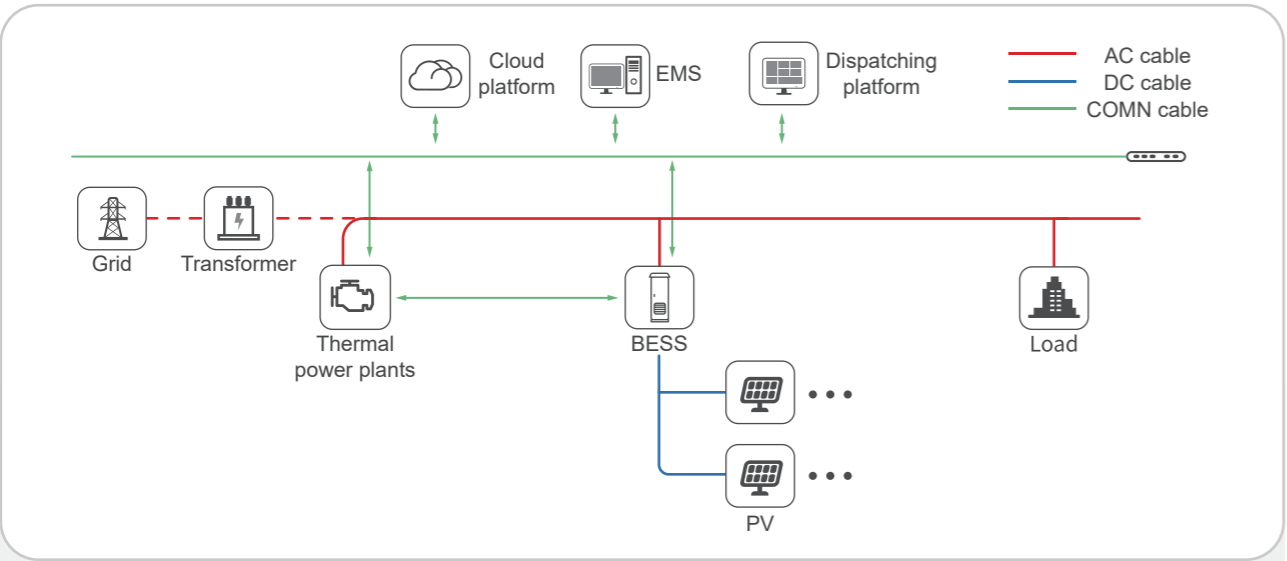 Cloud
platform
EMS
Dispatching
platform
AC cable
DC cable
COMN cable
Grid
Transformer
Thermal
power plants
BESS
Load
PV